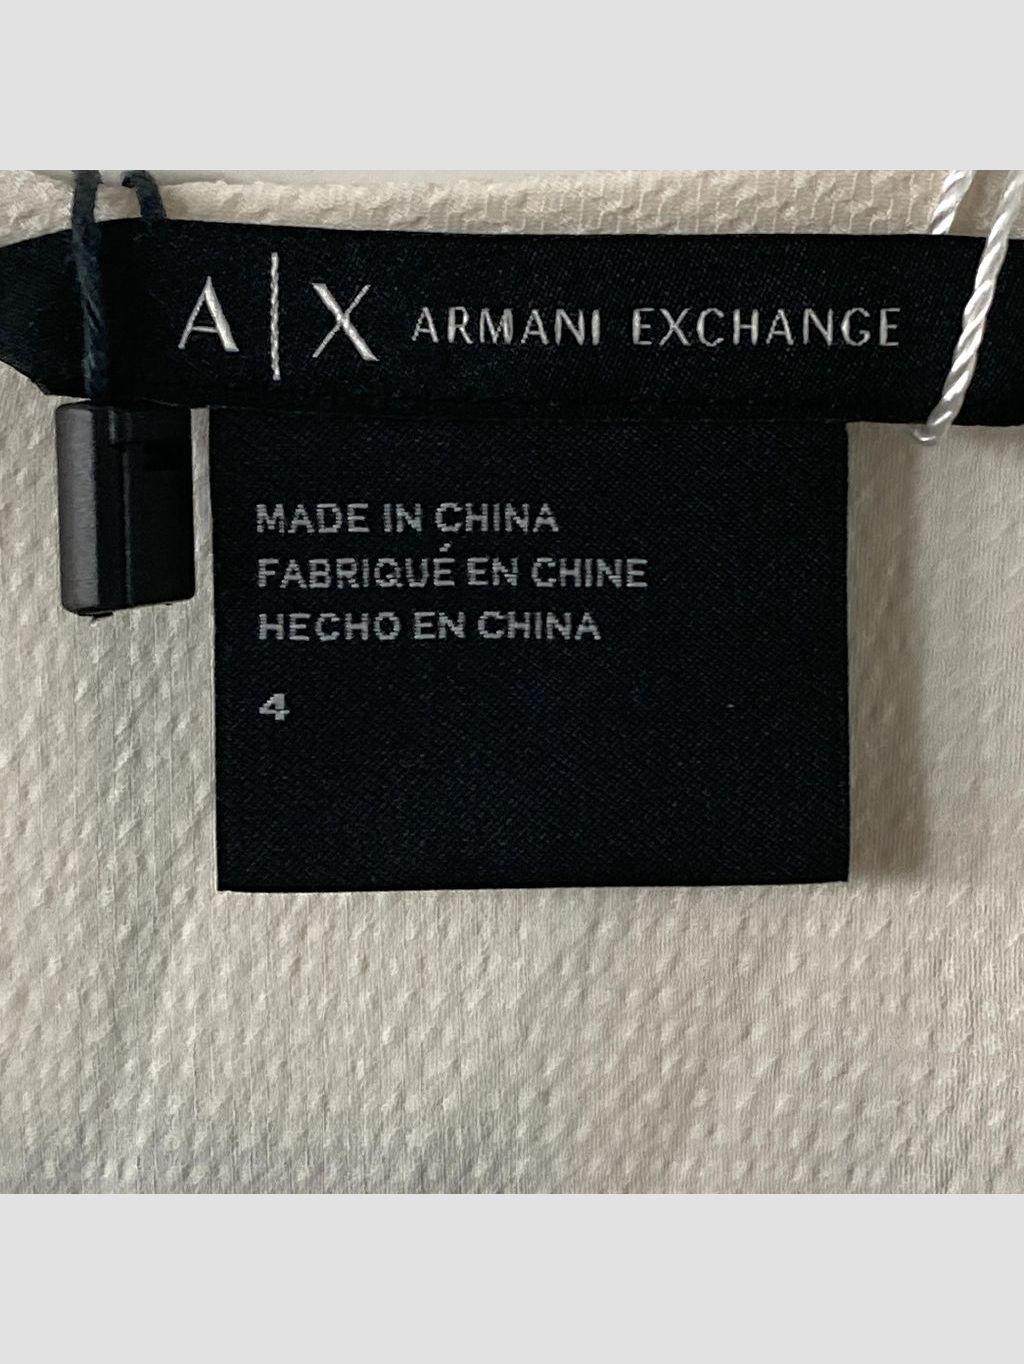 A|X ARMANI EXCHANGE
MADE IN CHINA
FABRIQUÉ EN CHINE
HECHO EN CHINA
4